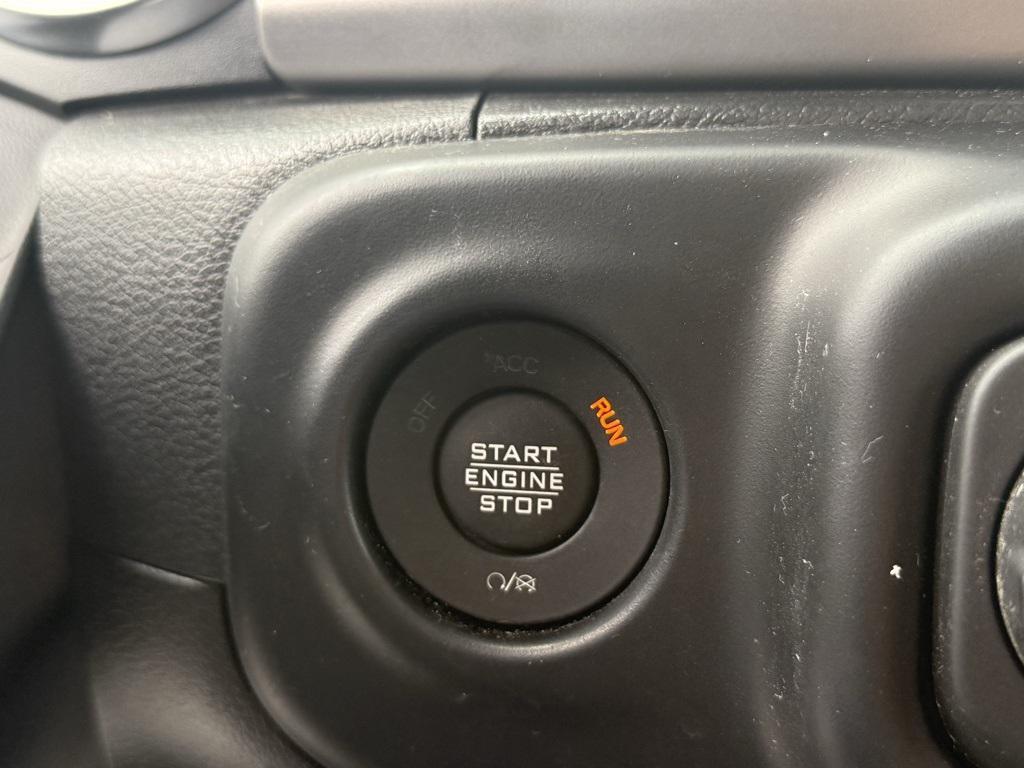 ACC
OFF
RUN
START
ENGINE
STOP